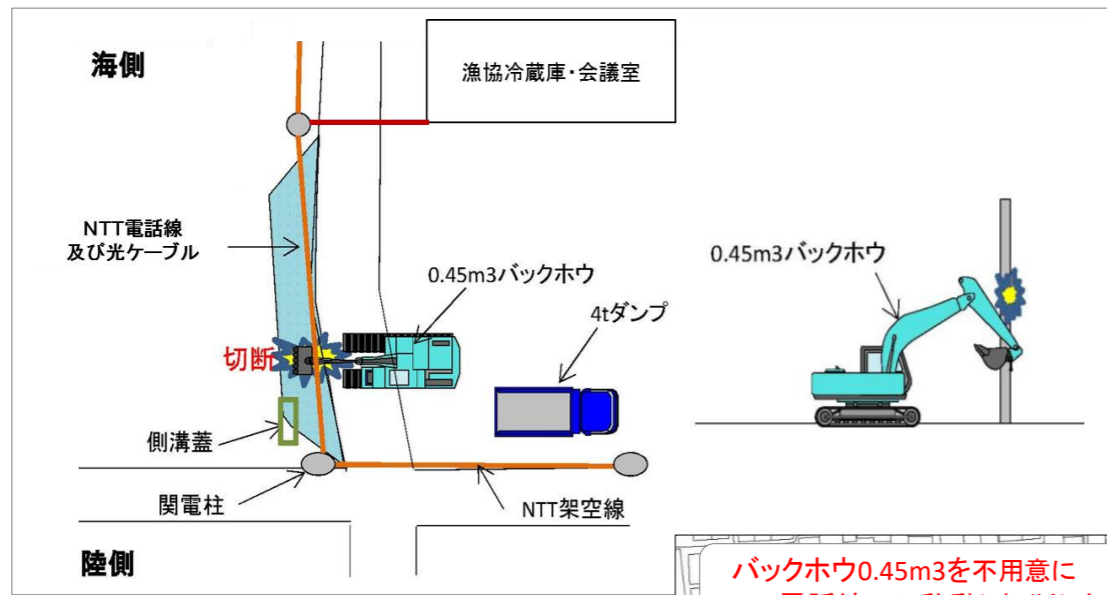 海側
漁協冷蔵庫・会議室
NTT電話線
及び光ケーブル
0.45m3バックホウ
0.45m3バックホウ
4tダンプ
切断
側溝蓋
関電柱
NTT架空線
陸側
バックホウ0.45m3を不用意に